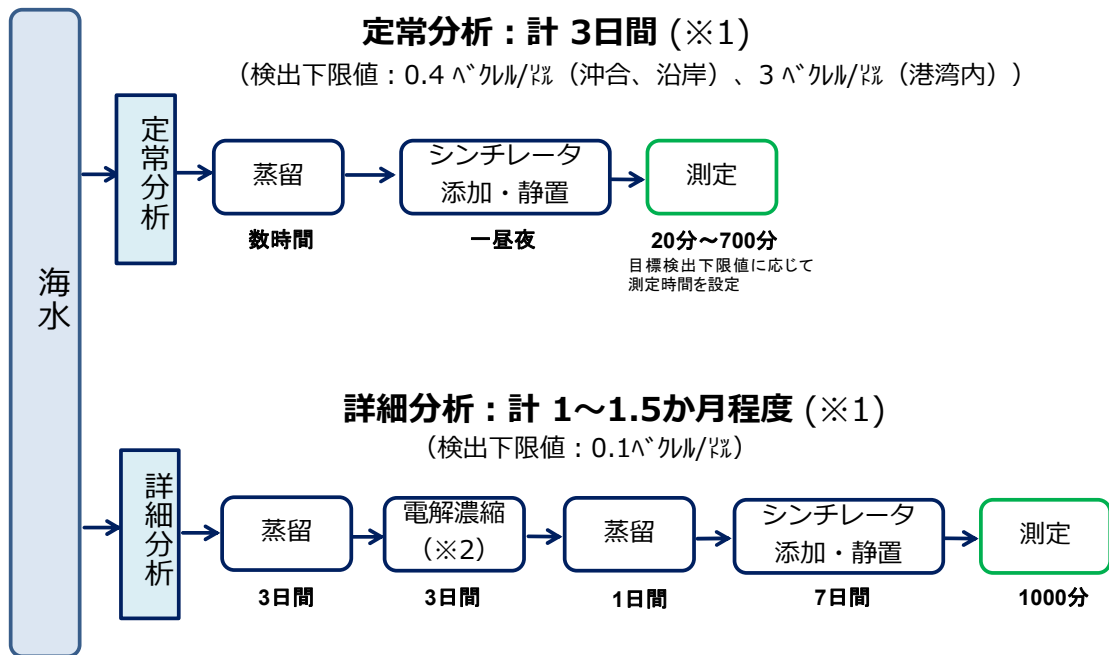 海水
定常分析：計 3日間 (※1)
（検出下限値：0.4 ﾍﾞｸﾚﾙ/㍑（沖合、沿岸）、3 ﾍﾞｸﾚﾙ/㍑（港湾内））
定常分析
蒸留
数時間
シンチレータ
添加・静置
一昼夜
測定
20分～700分
目標検出下限値に応じて
測定時間を設定
詳細分析：計 1～1.5か月程度 (※1)
（検出下限値：0.1ﾍﾞｸﾚﾙ/㍑）
詳細分析
蒸留
3日間
電解濃縮
（※2）
3日間
蒸留
1日間
シンチレータ
添加・静置
7日間
測定
1000分